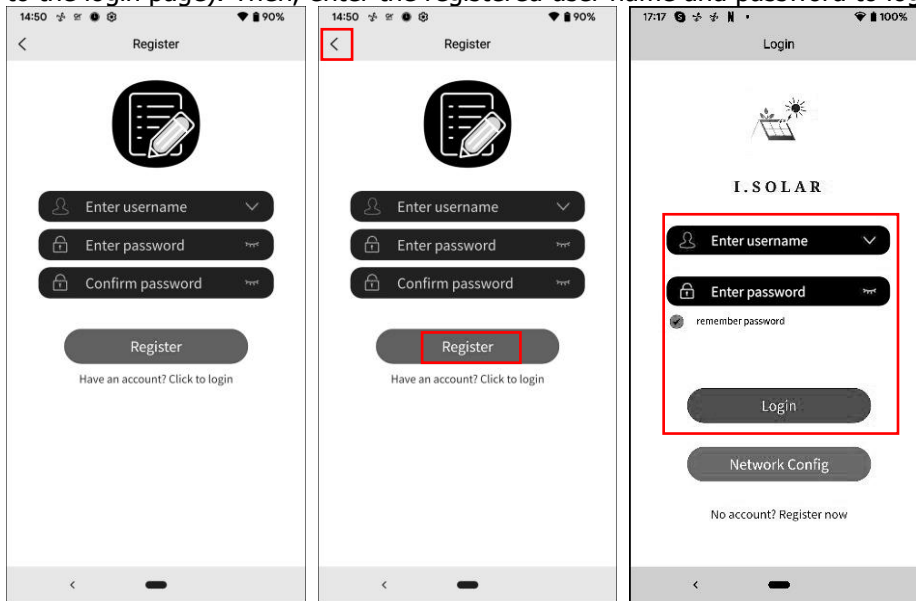 to the login page). Then, enter the registered user name and password to log
14:50
90%
Register
Enter username
Enter password
Confirm password
Register
Have an account? Click to login
14:50
90%
Register
Enter username
Enter password
Confirm password
Register
Have an account? Click to login
17:17
100%
Login
I.SOLAR
Enter username
Enter password
remember password
Login
Network Config
No account? Register now